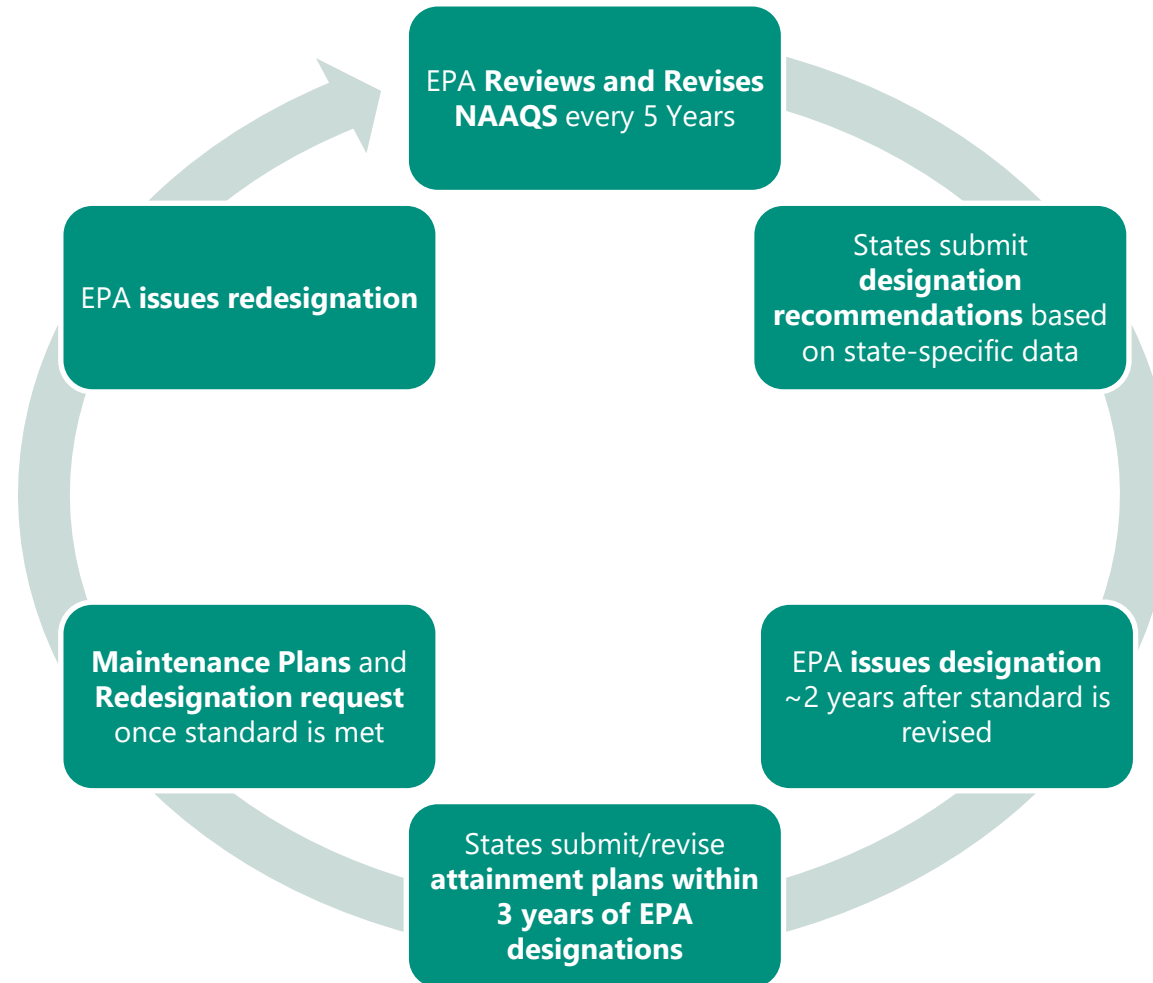 EPA Reviews and Revises
NAAQS every 5 Years
States submit
designation
recommendations based
on state-specific data
EPA issues designation
~2 years after standard is
revised
States submit/revise
attainment plans within
3 years of EPA
designations
Maintenance Plans and
Redesignation request
once standard is met
EPA issues redesignation